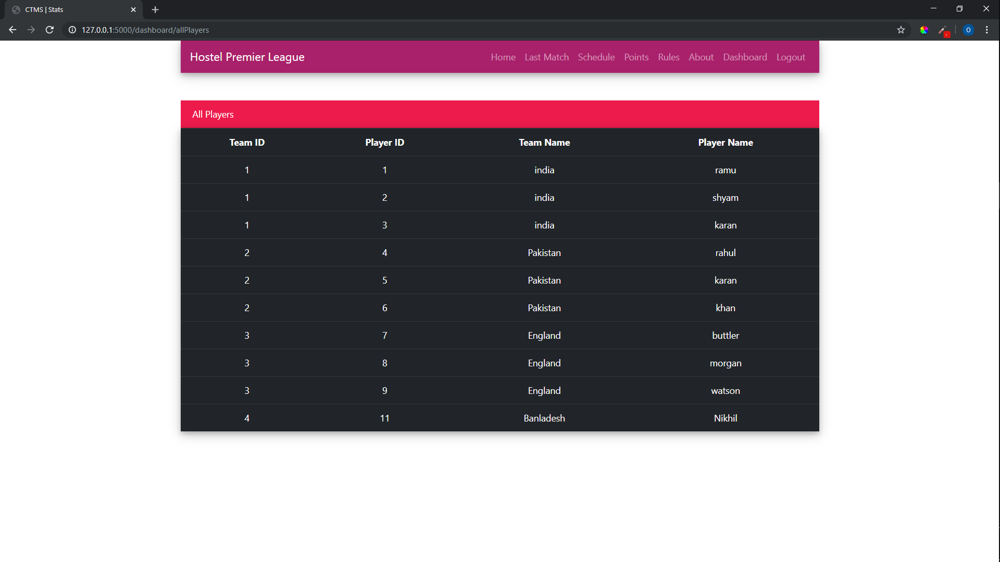 CTMS | Stats
127.0.0.1:5000/dashboard/allPlayers
O
Hostel Premier League Home Last Match Schedule Points Rules About Dashboard Logout
All Players
Team ID Player ID Team Name Player Name
1 1 india ramu
1 2 india shyam
1 3 india karan
2 4 Pakistan rahul
2 5 Pakistan karan
2 6 Pakistan khan
3 7 England buttler
3 8 England morgan
3 9 England watson
4 11 Banladesh Nikhil